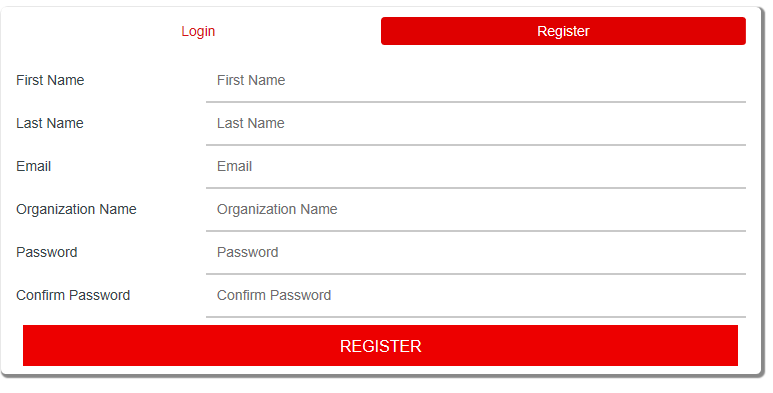 Login Register
First Name First Name
Last Name Last Name
Email Email
Organization Name Organization Name
Password Password
Confirm Password Confirm Password
REGISTER